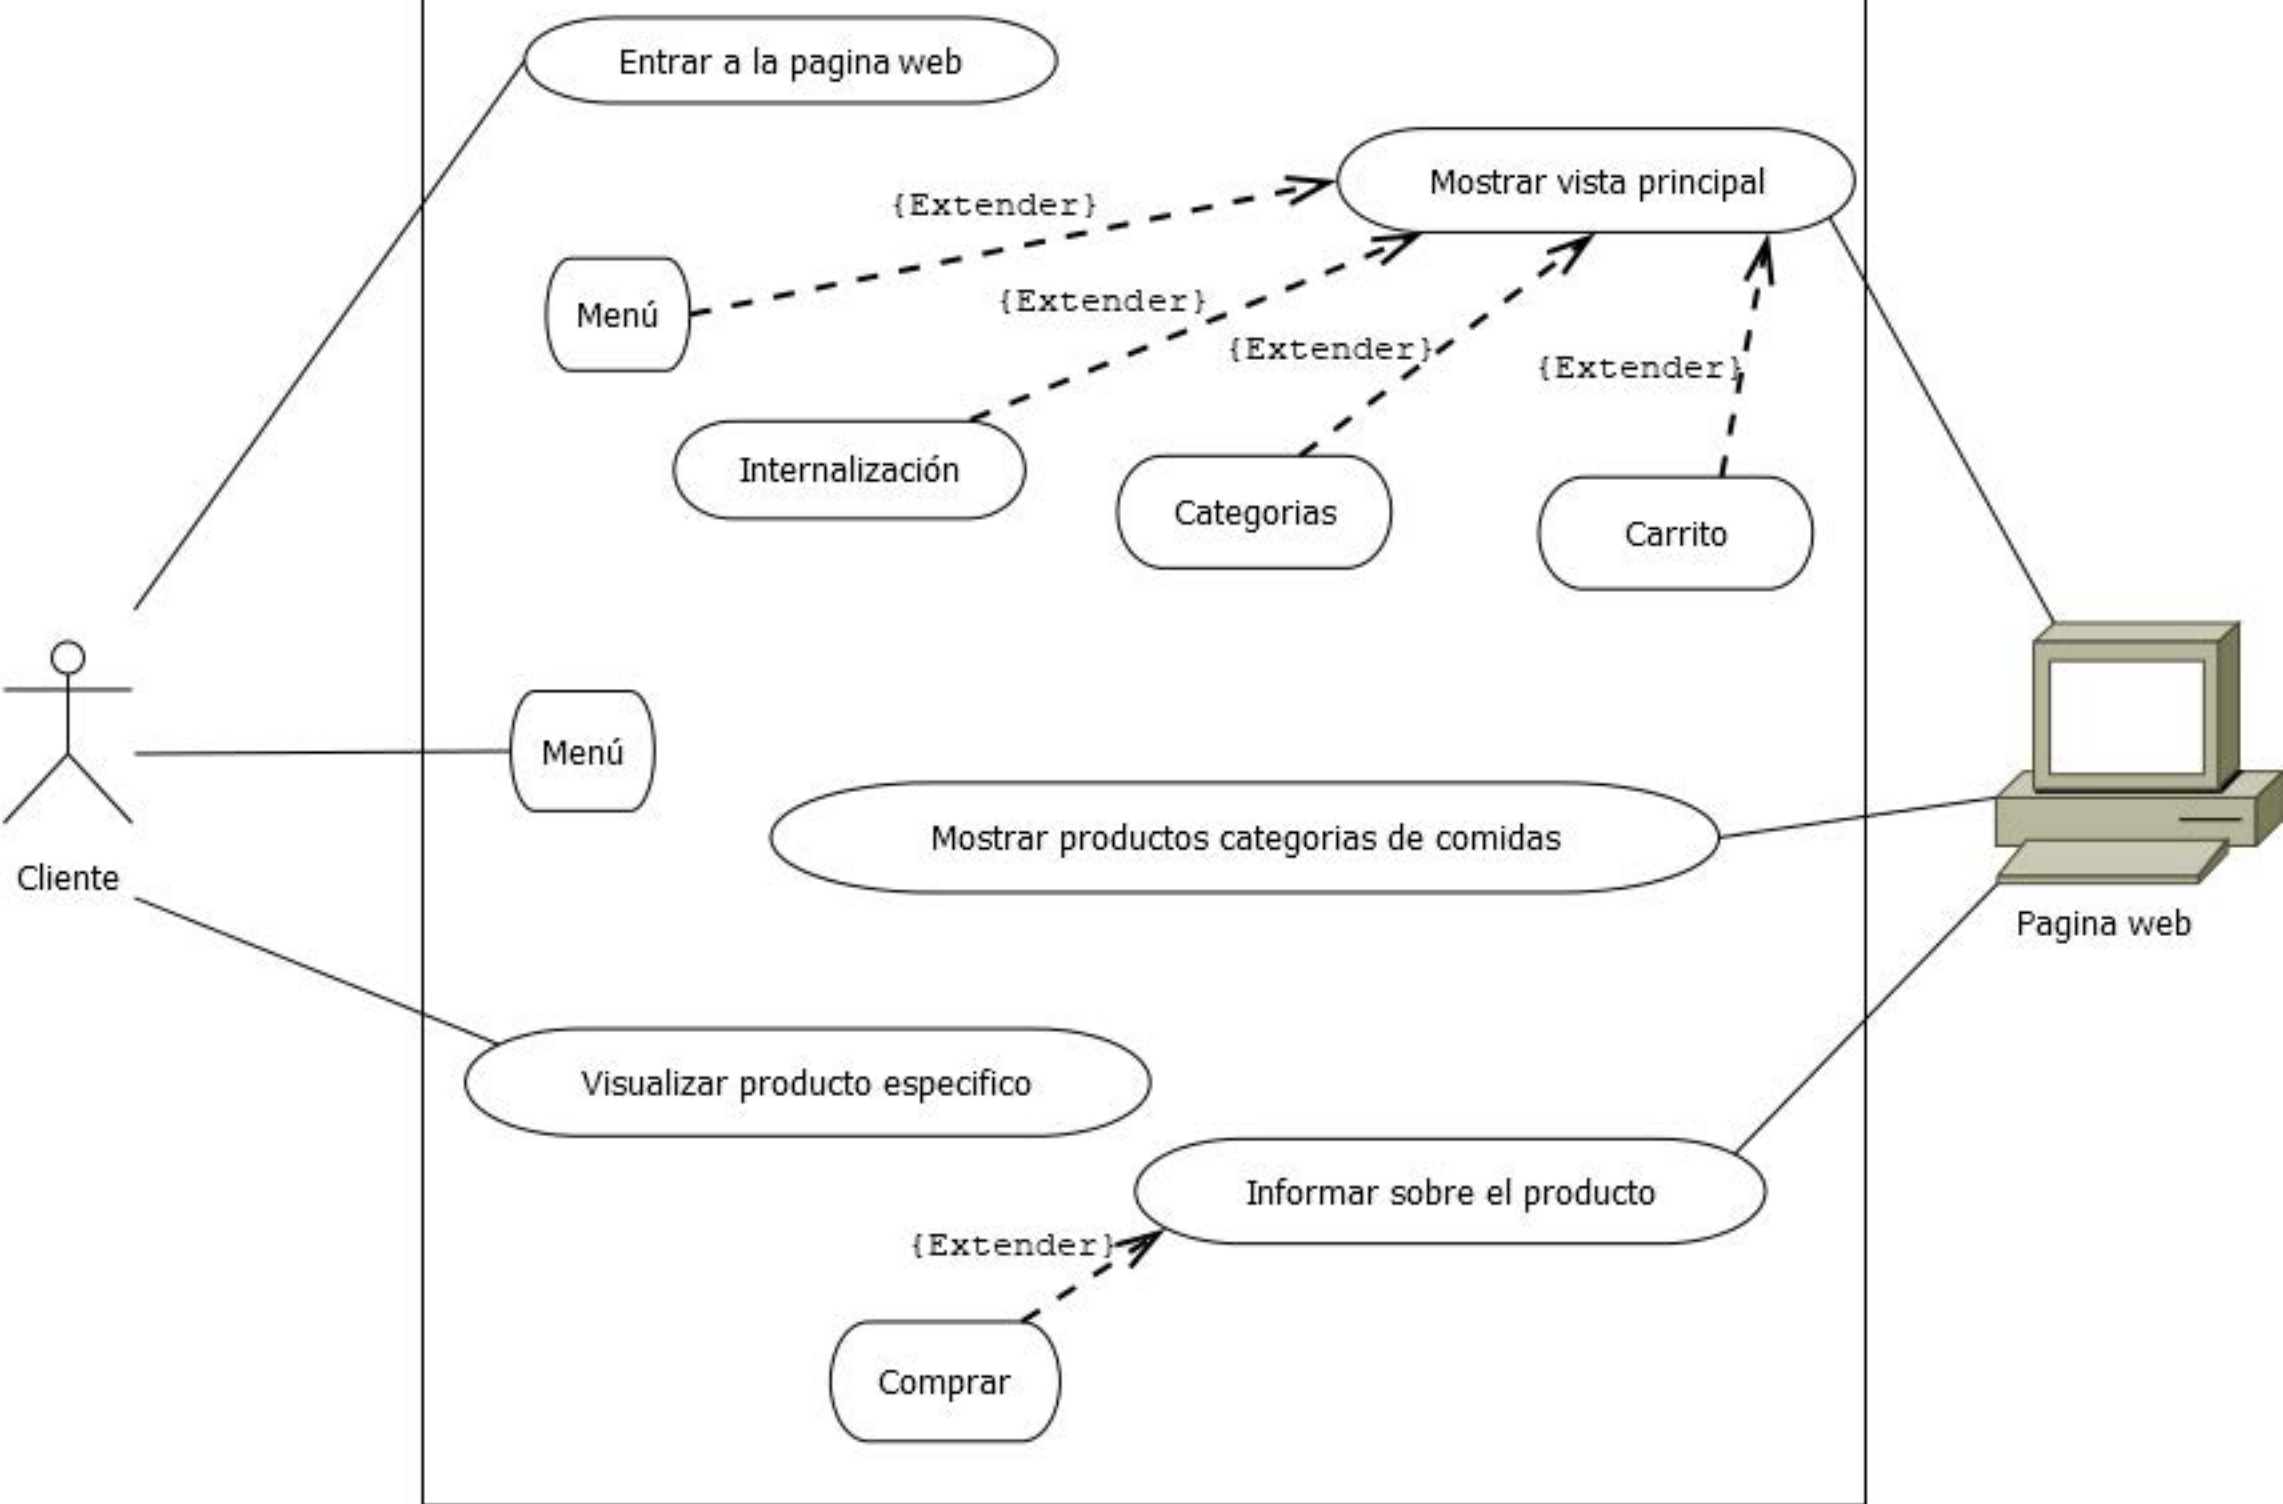 Entrar a la pagina web
Mostrar vista principal
{Extender}
Menú
{Extender}
{Extender}
{Extender}
Internalización
Categorias
Carrito
Menú
Mostrar productos categorias de comidas
Cliente
Pagina web
Visualizar producto especifico
Informar sobre el producto
{Extender}
Comprar